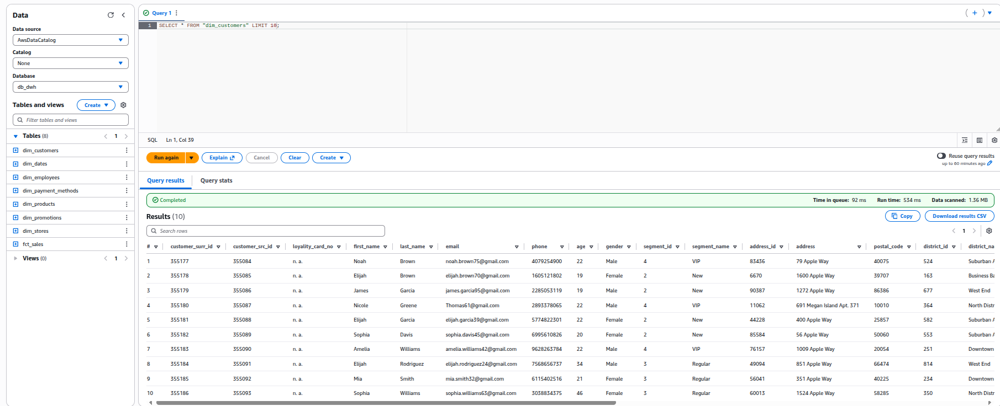 Data
Data source
AwsDataCatalog
Catalog
None
Database
db_dwh
Tables and views
Create
Filter tables and views
Tables (8)
1
dim_customers
dim_dates
dim_employees
dim_payment_methods
dim_products
dim_promotions
dim_stores
fct_sales
Views (0)
1
Query 1
1 SELECT * FROM "dim_customers" LIMIT 10;
SQL Ln 1, Col 39
Run again Explain Cancel Clear Create
Reuse query results
up to 60 minutes ago
Query results Query stats
Completed Time in queue: 92 ms Run time: 534 ms Data scanned: 1.36 MB
Results (10) Copy Download results CSV
Search rows 1
# customer_surr_id customer_src_id loyality_card_no first_name last_name email phone age gender segment_id segment_name address_id address postal_code district_id district_na
1 355177 355084 n. a. Noah Brown noah.brown75@gmail.com 4079254900 22 Male 4 VIP 83436 79 Apple Way 40075 524 Suburban A
2 355178 355085 n. a. Elijah Brown elijah.brown70@gmail.com 1605121802 19 Female 2 New 6670 1600 Apple Way 39707 163 Business Ba
3 355179 355086 n. a. James Garcia james.garcia95@gmail.com 2285053119 19 Male 2 New 90387 1272 Apple Way 86386 677 West End
4 355180 355087 n. a. Nicole Greene Thomas61@gmail.com 2893378065 22 Male 4 VIP 11062 691 Megan Island Apt. 371 10010 364 North Distr
5 355181 355088 n. a. Elijah Garcia elijah.garcia39@gmail.com 5774822301 22 Female 2 New 44228 400 Apple Way 25857 582 Suburban A
6 355182 355089 n. a. Sophia Davis sophia.davis45@gmail.com 6995610826 20 Female 2 New 85584 56 Apple Way 50060 553 Suburban A
7 355183 355090 n. a. Amelia Williams amelia.williams42@gmail.com 9628263784 22 Male 4 VIP 76157 1009 Apple Way 20054 251 Downtown
8 355184 355091 n. a. Elijah Rodriguez elijah.rodriguez24@gmail.com 7568656737 34 Male 3 Regular 49094 851 Apple Way 66474 814 West End
9 355185 355092 n. a. Mia Smith mia.smith32@gmail.com 6115402516 21 Female 3 Regular 56041 351 Apple Way 40225 234 Downtown
10 355186 355093 n. a. Sophia Williams sophia.williams63@gmail.com 3038834375 46 Female 3 Regular 60013 1524 Apple Way 58285 350 North Distr